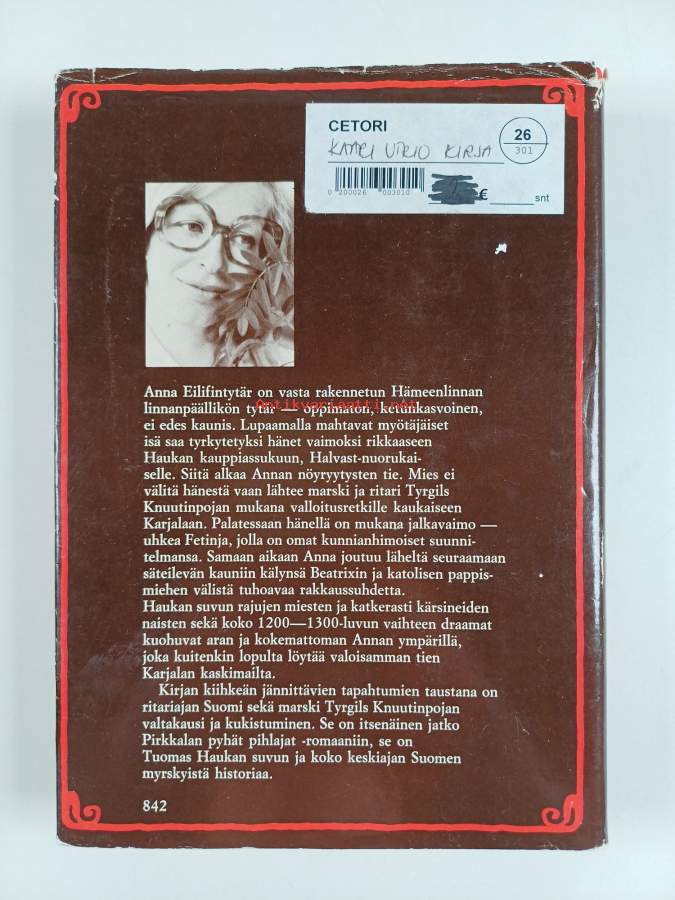 CETORI
KAARI UTRIO KIRJA
26
301
0 200026 003010
€ ______snt
Anna Eilifintytär on vasta rakennetun Hämeenlinnan
linnanpäällikön tytär — oppimaton, ketunkasvoinen,
antikvariaatti.net
ei edes kaunis. Lupaamalla mahtavat myötäjäiset
isä saa tyrkytetyksi hänet vaimoksi rikkaaseen
Haukan kauppiassukuun, Halvast-nuorukai-
selle. Siitä alkaa Annan nöyryytysten tie. Mies ei
välitä hänestä vaan lähtee marski ja ritari Tyrgils
Knuutinpojan mukana valloitusretkille kaukaiseen
Karjalaan. Palatessaan hänellä on mukana jalkavaimo —
uhkea Fetinja, jolla on omat kunnianhimoiset suunni-
telmansa. Samaan aikaan Anna joutuu läheltä seuraamaan
säteilevän kauniin kälynsä Beatrixin ja katolisen pappis-
miehen välistä tuhoavaa rakkaussuhdetta.
Haukan suvun rajujen miesten ja katkerasti kärsineiden
naisten sekä koko 1200—1300-luvun vaihteen draamat
kuohuvat aran ja kokemattoman Annan ympärillä,
joka kuitenkin lopulta löytää valoisamman tien
Karjalan kaskimailta.
Kirjan kiihkeän jännittävien tapahtumien taustana on
ritariajan Suomi sekä marski Tyrgils Knuutinpojan
valtakausi ja kukistuminen. Se on itsenäinen jatko
Pirkkalan pyhät pihlajat -romaaniin, se on
Tuomas Haukan suvun ja koko keskiajan Suomen
myrskyistä historiaa.
842